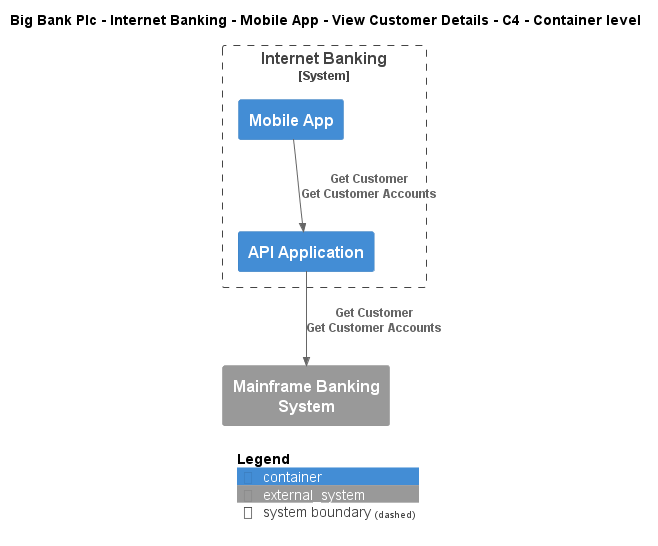 Big Bank Plc - Internet Banking - Mobile App - View Customer Details - C4 - Container level
Internet Banking
[System]
Mobile App
Get Customer
Get Customer Accounts
API Application
Get Customer
Get Customer Accounts
Mainframe Banking
System
Legend
container
external_system
system boundary (dashed)